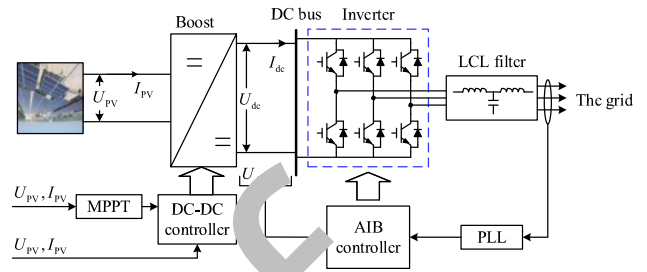 Boost
DC bus
Inverter
LCL filter
I_PV
U_PV
=
=
I_dc
U_dc
The grid
U
U_PV, I_PV
MPPT
DC-DC
controller
U_PV, I_PV
AIB
controller
PLL